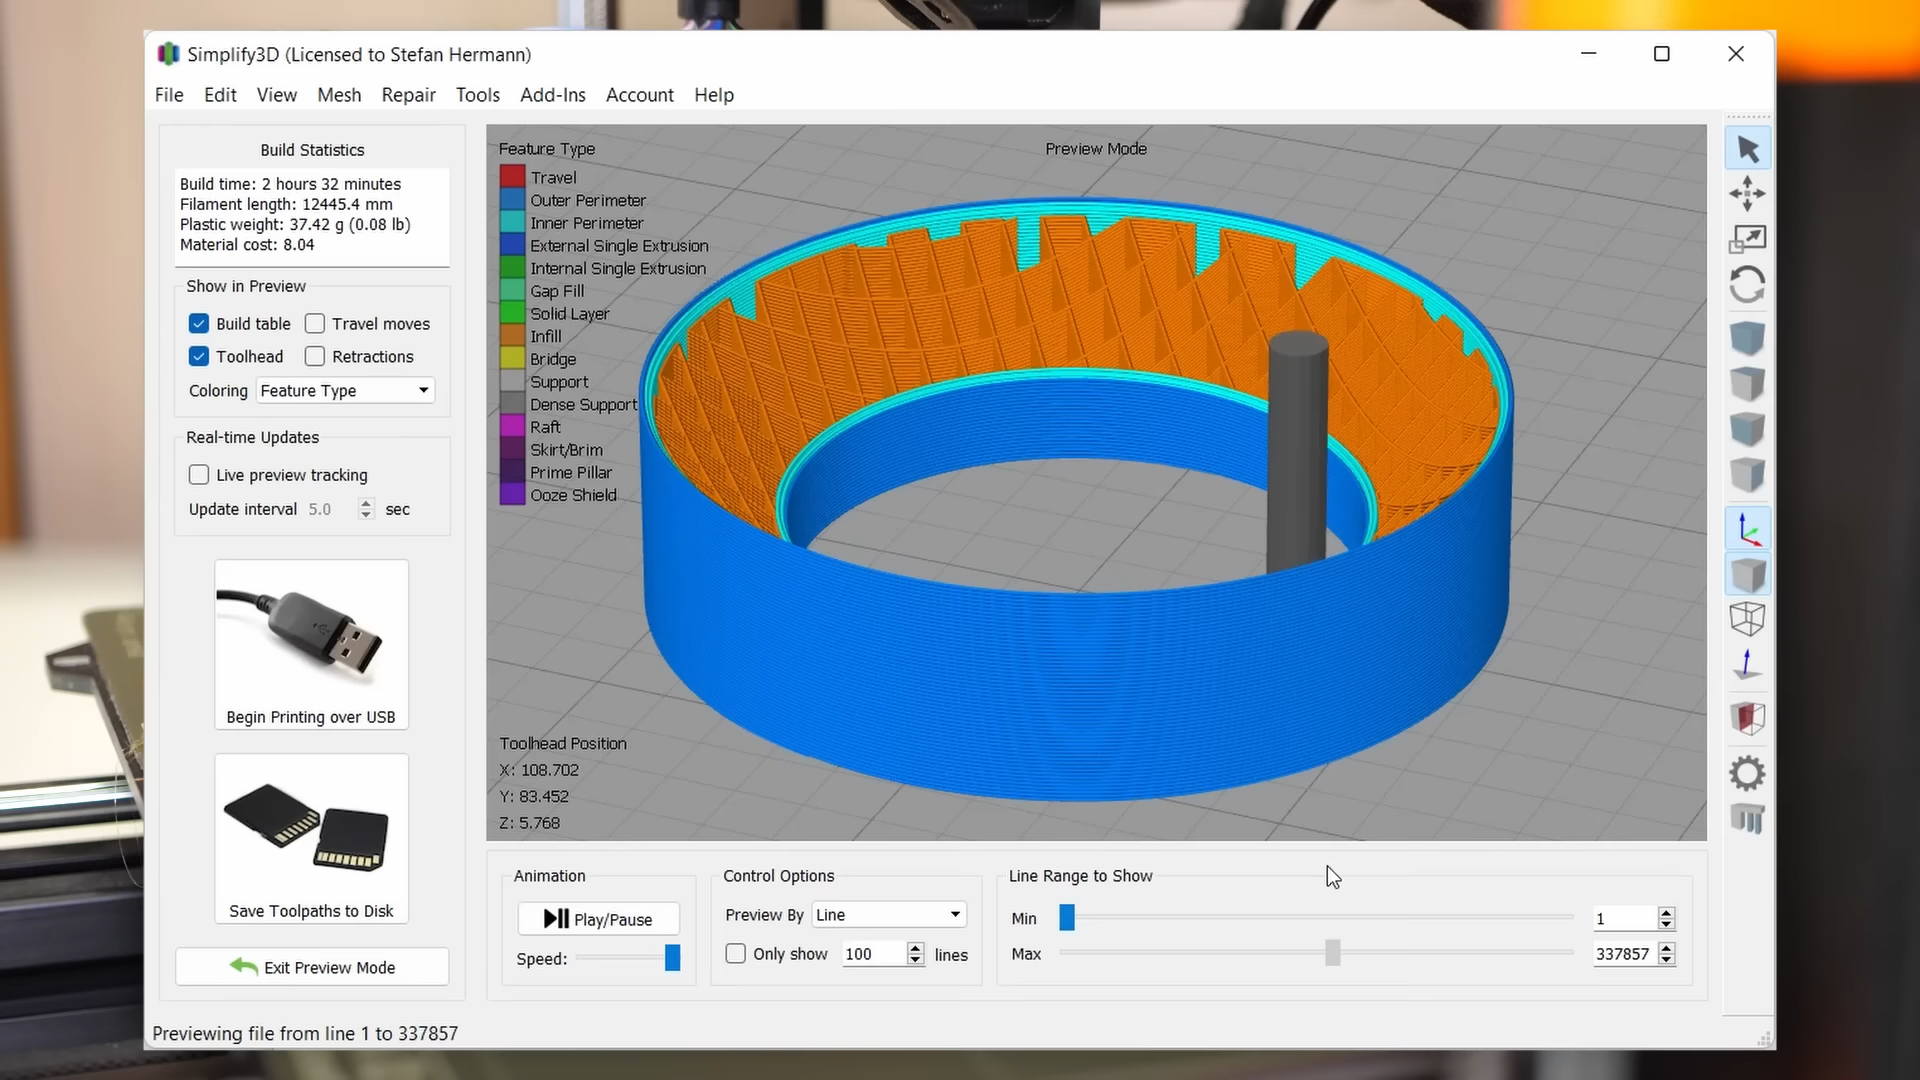 Simplify3D (Licensed to Stefan Hermann)
File Edit View Mesh Repair Tools Add-Ins Account Help
Build Statistics
Build time: 2 hours 32 minutes
Filament length: 12445.4 mm
Plastic weight: 37.42 g (0.08 lb)
Material cost: 8.04
Show in Preview
Build table Travel moves
Toolhead Retractions
Coloring Feature Type
Real-time Updates
Live preview tracking
Update interval 5.0 sec
Begin Printing over USB
Save Toolpaths to Disk
Exit Preview Mode
Feature Type
Travel
Outer Perimeter
Inner Perimeter
External Single Extrusion
Internal Single Extrusion
Gap Fill
Solid Layer
Infill
Bridge
Support
Dense Support
Raft
Skirt/Brim
Prime Pillar
Ooze Shield
Preview Mode
Toolhead Position
X: 108.702
Y: 83.452
Z: 5.768
Animation
Play/Pause
Speed:
Control Options
Preview By Line
Only show 100 lines
Line Range to Show
Min 1
Max 337857
Previewing file from line 1 to 337857